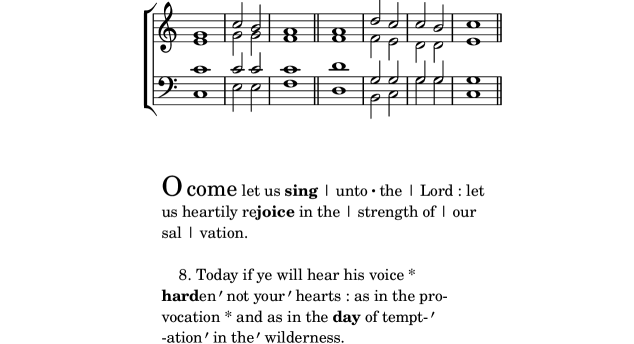 O come let us sing | unto • the | Lord : let
us heartily rejoice in the | strength of | our
sal | vation.
8. Today if ye will hear his voice *
harden ′ not your ′ hearts : as in the pro-
vocation * and as in the day of tempt- ′
-ation ′ in the ′ wilderness.